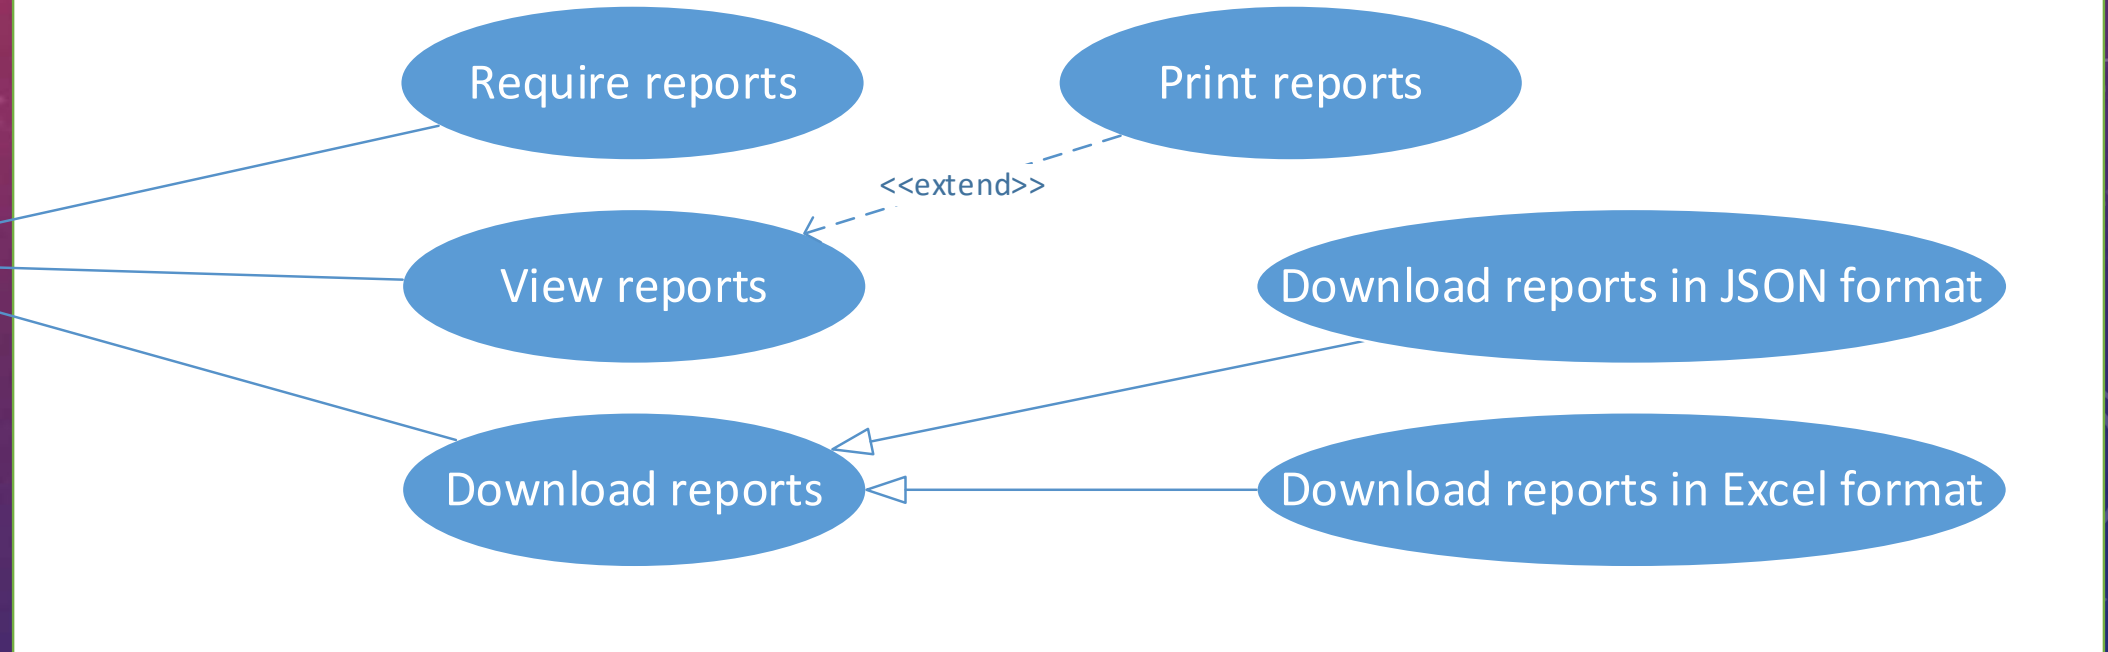 Require reports
Print reports
<<extend>>
View reports
Download reports in JSON format
Download reports
Download reports in Excel format